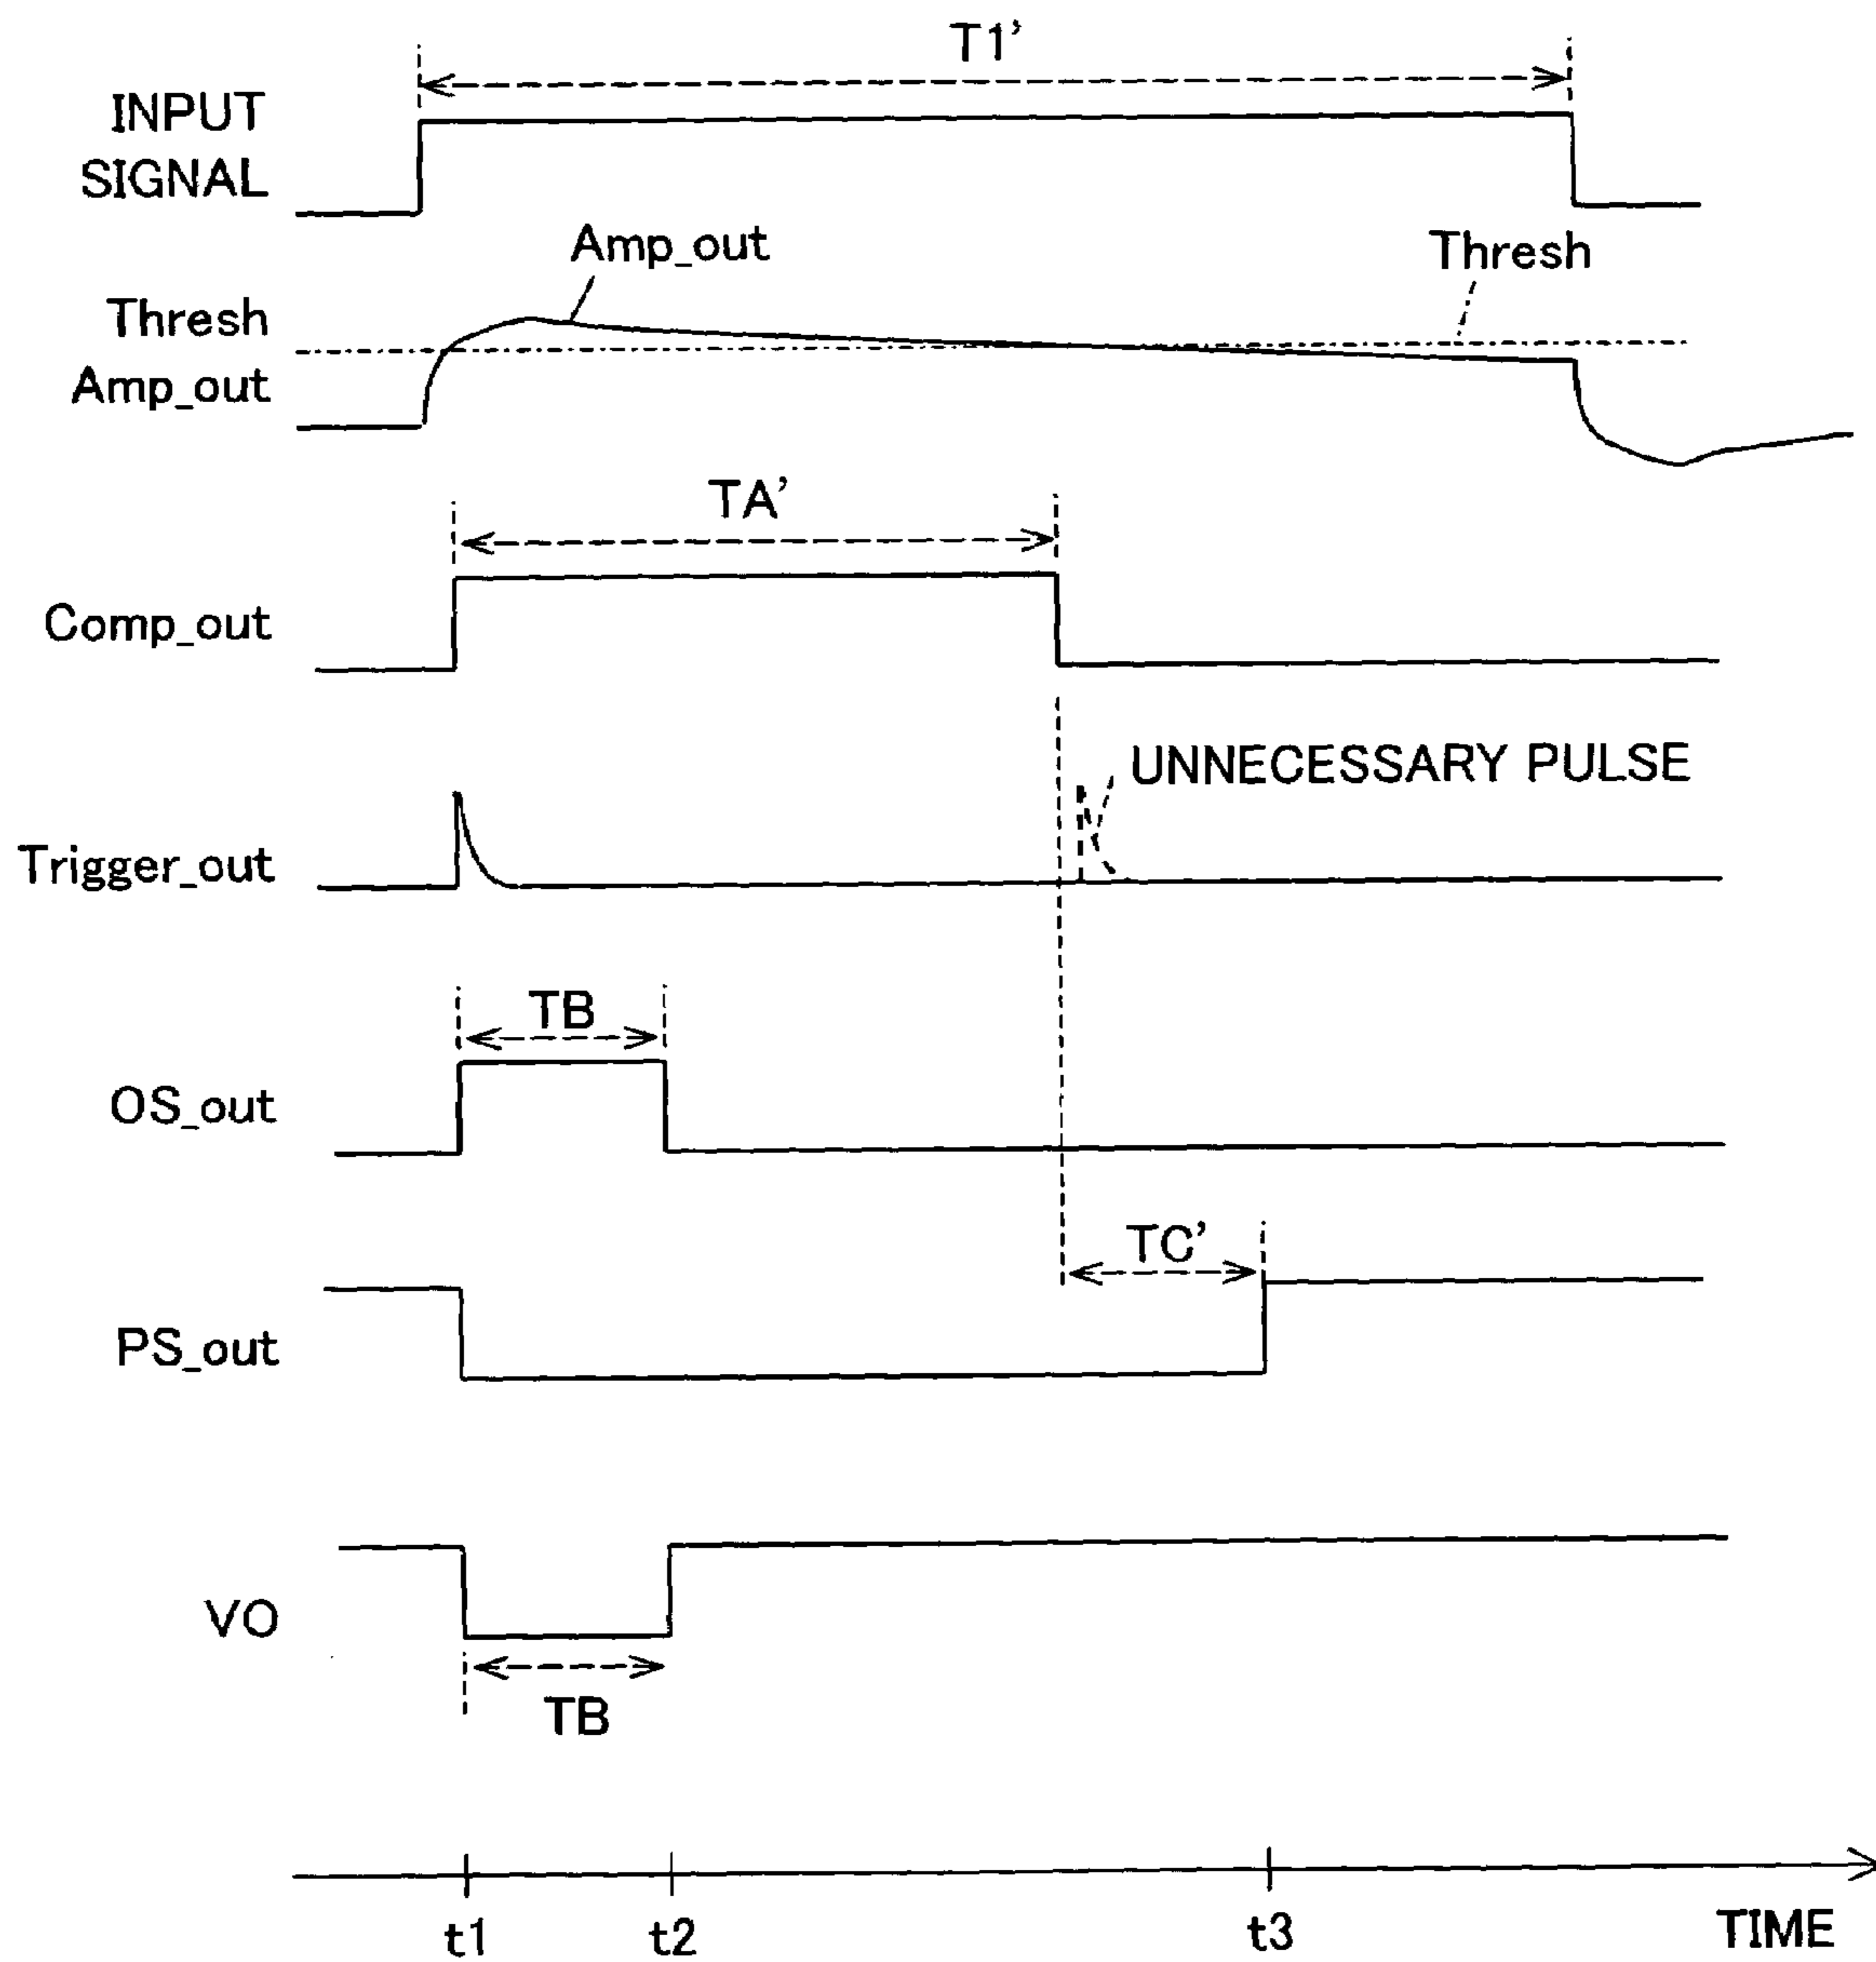 T1'
INPUT
SIGNAL
Amp_out
Thresh
Thresh
Amp_out
TA'
Comp_out
UNNECESSARY PULSE
Trigger_out
TB
OS_out
TC'
PS_out
VO
TB
t1
t2
t3
TIME